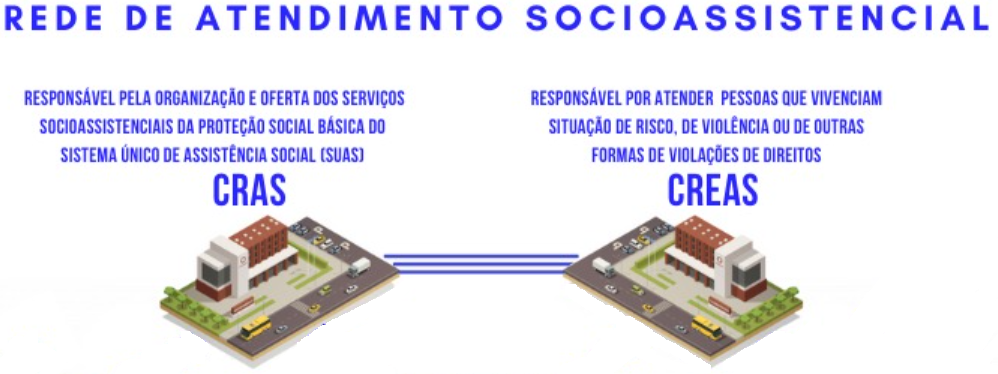 REDE DE ATENDIMENTO SOCIOASSISTENCIAL
RESPONSÁVEL PELA ORGANIZAÇÃO E OFERTA DOS SERVIÇOS
SOCIOASSISTENCIAIS DA PROTEÇÃO SOCIAL BÁSICA DO
SISTEMA ÚNICO DE ASSISTÊNCIA SOCIAL (SUAS)
CRAS
RESPONSÁVEL POR ATENDER PESSOAS QUE VIVENCIAM
SITUAÇÃO DE RISCO, DE VIOLÊNCIA OU DE OUTRAS
FORMAS DE VIOLAÇÕES DE DIREITOS
CREAS